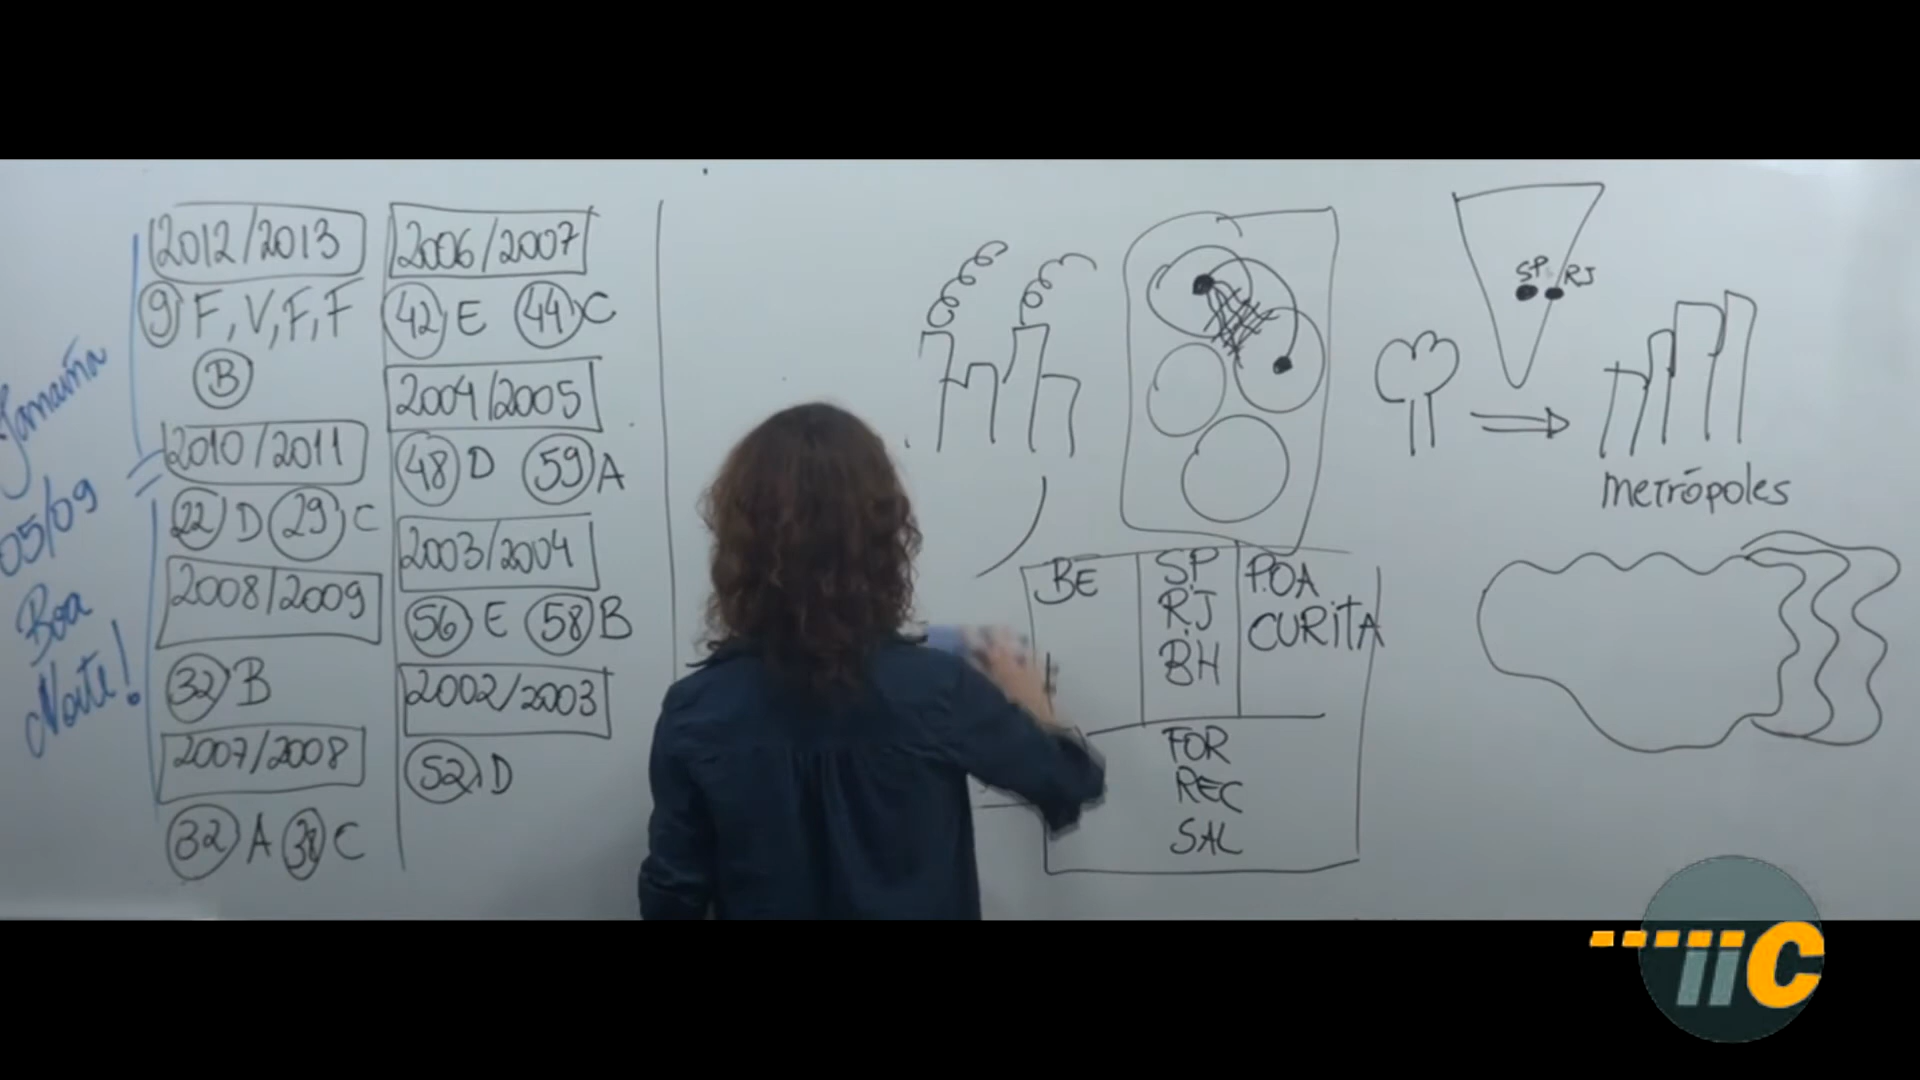 Janaína
05/09
Boa
Noite!
2012/2013
9) F, V, F, F
B
2010/2011
22) D 29) C
2008/2009
32) B
2007/2008
32) A 38) C
2006/2007
42) E 44) C
2004/2005
48) D 59) A
2003/2004
56) E 58) B
2002/2003
52) D
BE
SP
RJ
BH
POA
CURITA
FOR
REC
SAL
SP RJ
metrópoles
iiC